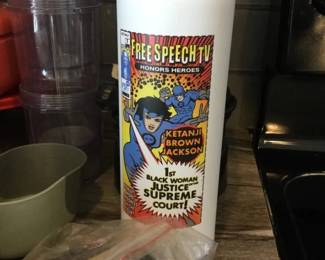 FREE SPEECH TV
HONORS HEROES
KETANJI
BROWN
JACKSON
1ST
BLACK WOMAN
JUSTICE
SUPREME
COURT!